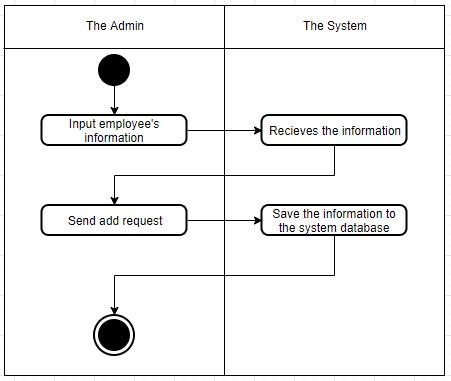 The Admin
The System
Input employee's
information
Recieves the information
Send add request
Save the information to
the system database